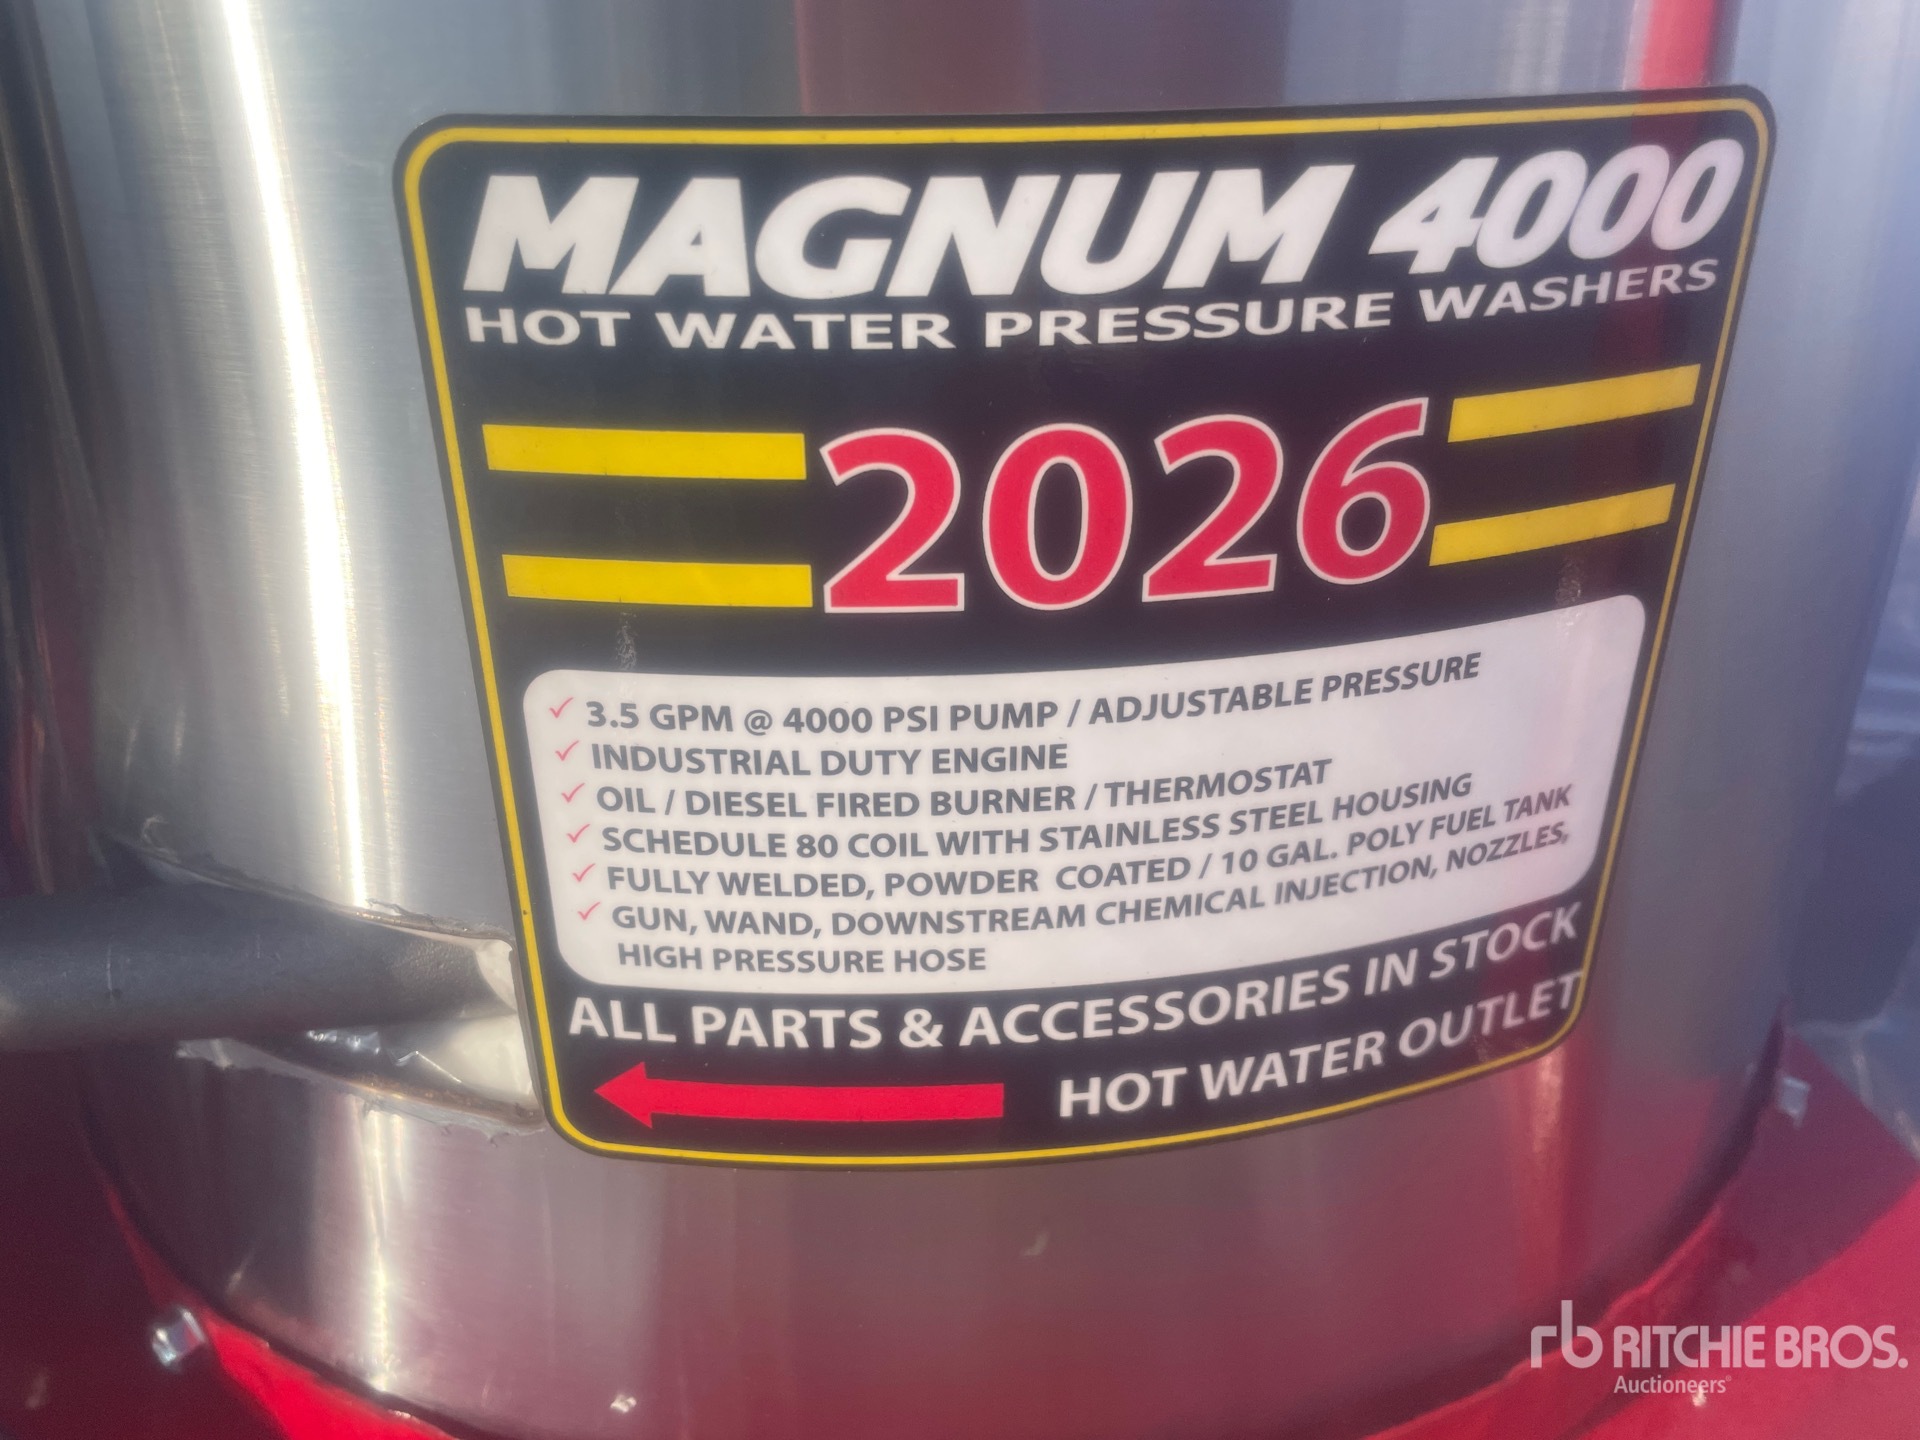 MAGNUM 4000
HOT WATER PRESSURE WASHERS
2026
✓ 3.5 GPM @ 4000 PSI PUMP / ADJUSTABLE PRESSURE
✓ INDUSTRIAL DUTY ENGINE
✓ OIL / DIESEL FIRED BURNER / THERMOSTAT
✓ SCHEDULE 80 COIL WITH STAINLESS STEEL HOUSING
✓ FULLY WELDED, POWDER COATED / 10 GAL. POLY FUEL TANK
✓ GUN, WAND, DOWNSTREAM CHEMICAL INJECTION, NOZZLES,
HIGH PRESSURE HOSE
ALL PARTS & ACCESSORIES IN STOCK
HOT WATER OUTLET
rb RITCHIE BROS.
Auctioneers